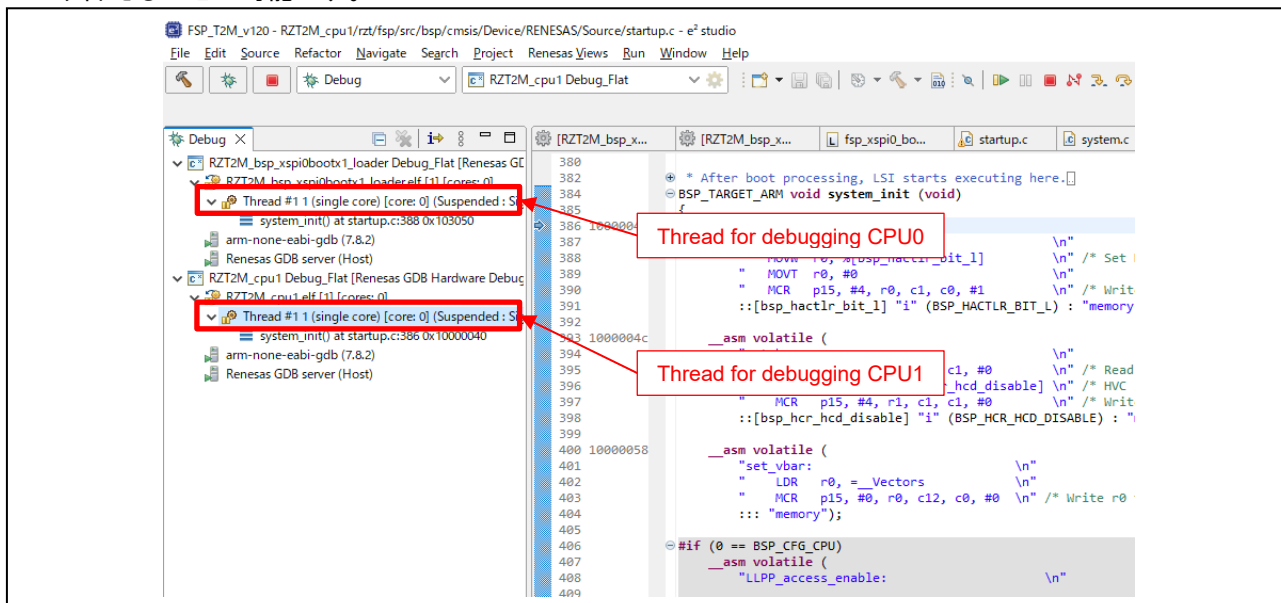 FSP_T2M_v120 - RZT2M_cpu1/rzt/fsp/src/bsp/cmsis/Device/RENESAS/Source/startup.c - e² studio
File Edit Source Refactor Navigate Search Project Renesas Views Run Window Help
Debug RZT2M_cpu1 Debug_Flat
Debug [RZT2M_bsp_x... [RZT2M_bsp_x... fsp_xspi0_bo... startup.c system.c
RZT2M_bsp_xspi0bootx1_loader Debug_Flat [Renesas GD
RZT2M_bsp_xspi0bootx1_loader.elf [1] [cores: 0]
Thread #1 1 (single core) [core: 0] (Suspended : Si
system_init() at startup.c:388 0x103050
arm-none-eabi-gdb (7.8.2)
Renesas GDB server (Host)
RZT2M_cpu1 Debug_Flat [Renesas GDB Hardware Debug
RZT2M_cpu1.elf [1] [cores: 0]
Thread #1 1 (single core) [core: 0] (Suspended : Si
system_init() at startup.c:386 0x10000040
arm-none-eabi-gdb (7.8.2)
Renesas GDB server (Host)
Thread for debugging CPU0
Thread for debugging CPU1
380
382 * After boot processing, LSI starts executing here.
384 BSP_TARGET_ARM void system_init (void)
385 {
386
387 \n"
388 r0, %[bsp_hactlr_bit_l] \n" /* Set
389 " MOVT r0, #0 \n"
390 " MCR p15, #4, r0, c1, c0, #1 \n" /* Writ
391 ::[bsp_hactlr_bit_l] "i" (BSP_HACTLR_BIT_L) : "memory
392
393 1000004c __asm volatile (
394 \n"
395 c1, #0 \n" /* Read
396 _hcd_disable] \n" /* HVC
397 " MCR p15, #4, r1, c1, c1, #0 \n" /* Writ
398 ::[bsp_hcr_hcd_disable] "i" (BSP_HCR_HCD_DISABLE) : "
399
400 10000058 __asm volatile (
401 "set_vbar: \n"
402 " LDR r0, =__Vectors \n"
403 " MCR p15, #0, r0, c12, c0, #0 \n" /* Write r0
404 ::: "memory");
405
406 #if (0 == BSP_CFG_CPU)
407 __asm volatile (
408 "LLPP_access_enable: \n"
409